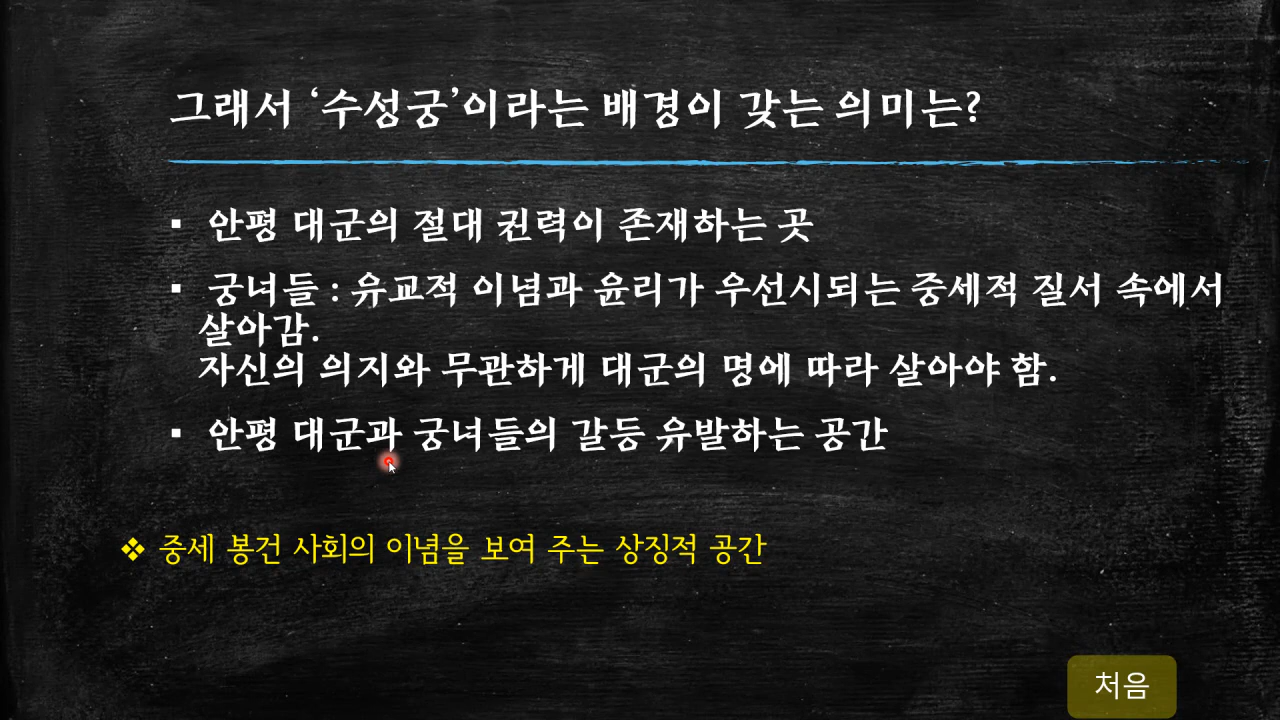 그래서 ‘수성궁’이라는 배경이 갖는 의미는?
▪ 안평 대군의 절대 권력이 존재하는 곳
▪ 궁녀들 : 유교적 이념과 윤리가 우선시되는 중세적 질서 속에서
살아감.
자신의 의지와 무관하게 대군의 명에 따라 살아야 함.
▪ 안평 대군과 궁녀들의 갈등 유발하는 공간
❖ 중세 봉건 사회의 이념을 보여 주는 상징적 공간
처음